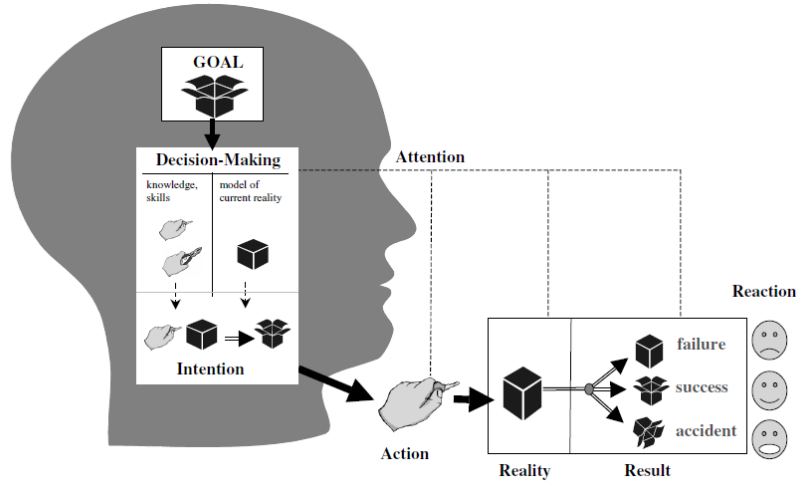 GOAL
Decision-Making
knowledge,
skills
model of
current reality
Intention
Attention
Action
Reality
Result
failure
success
accident
Reaction